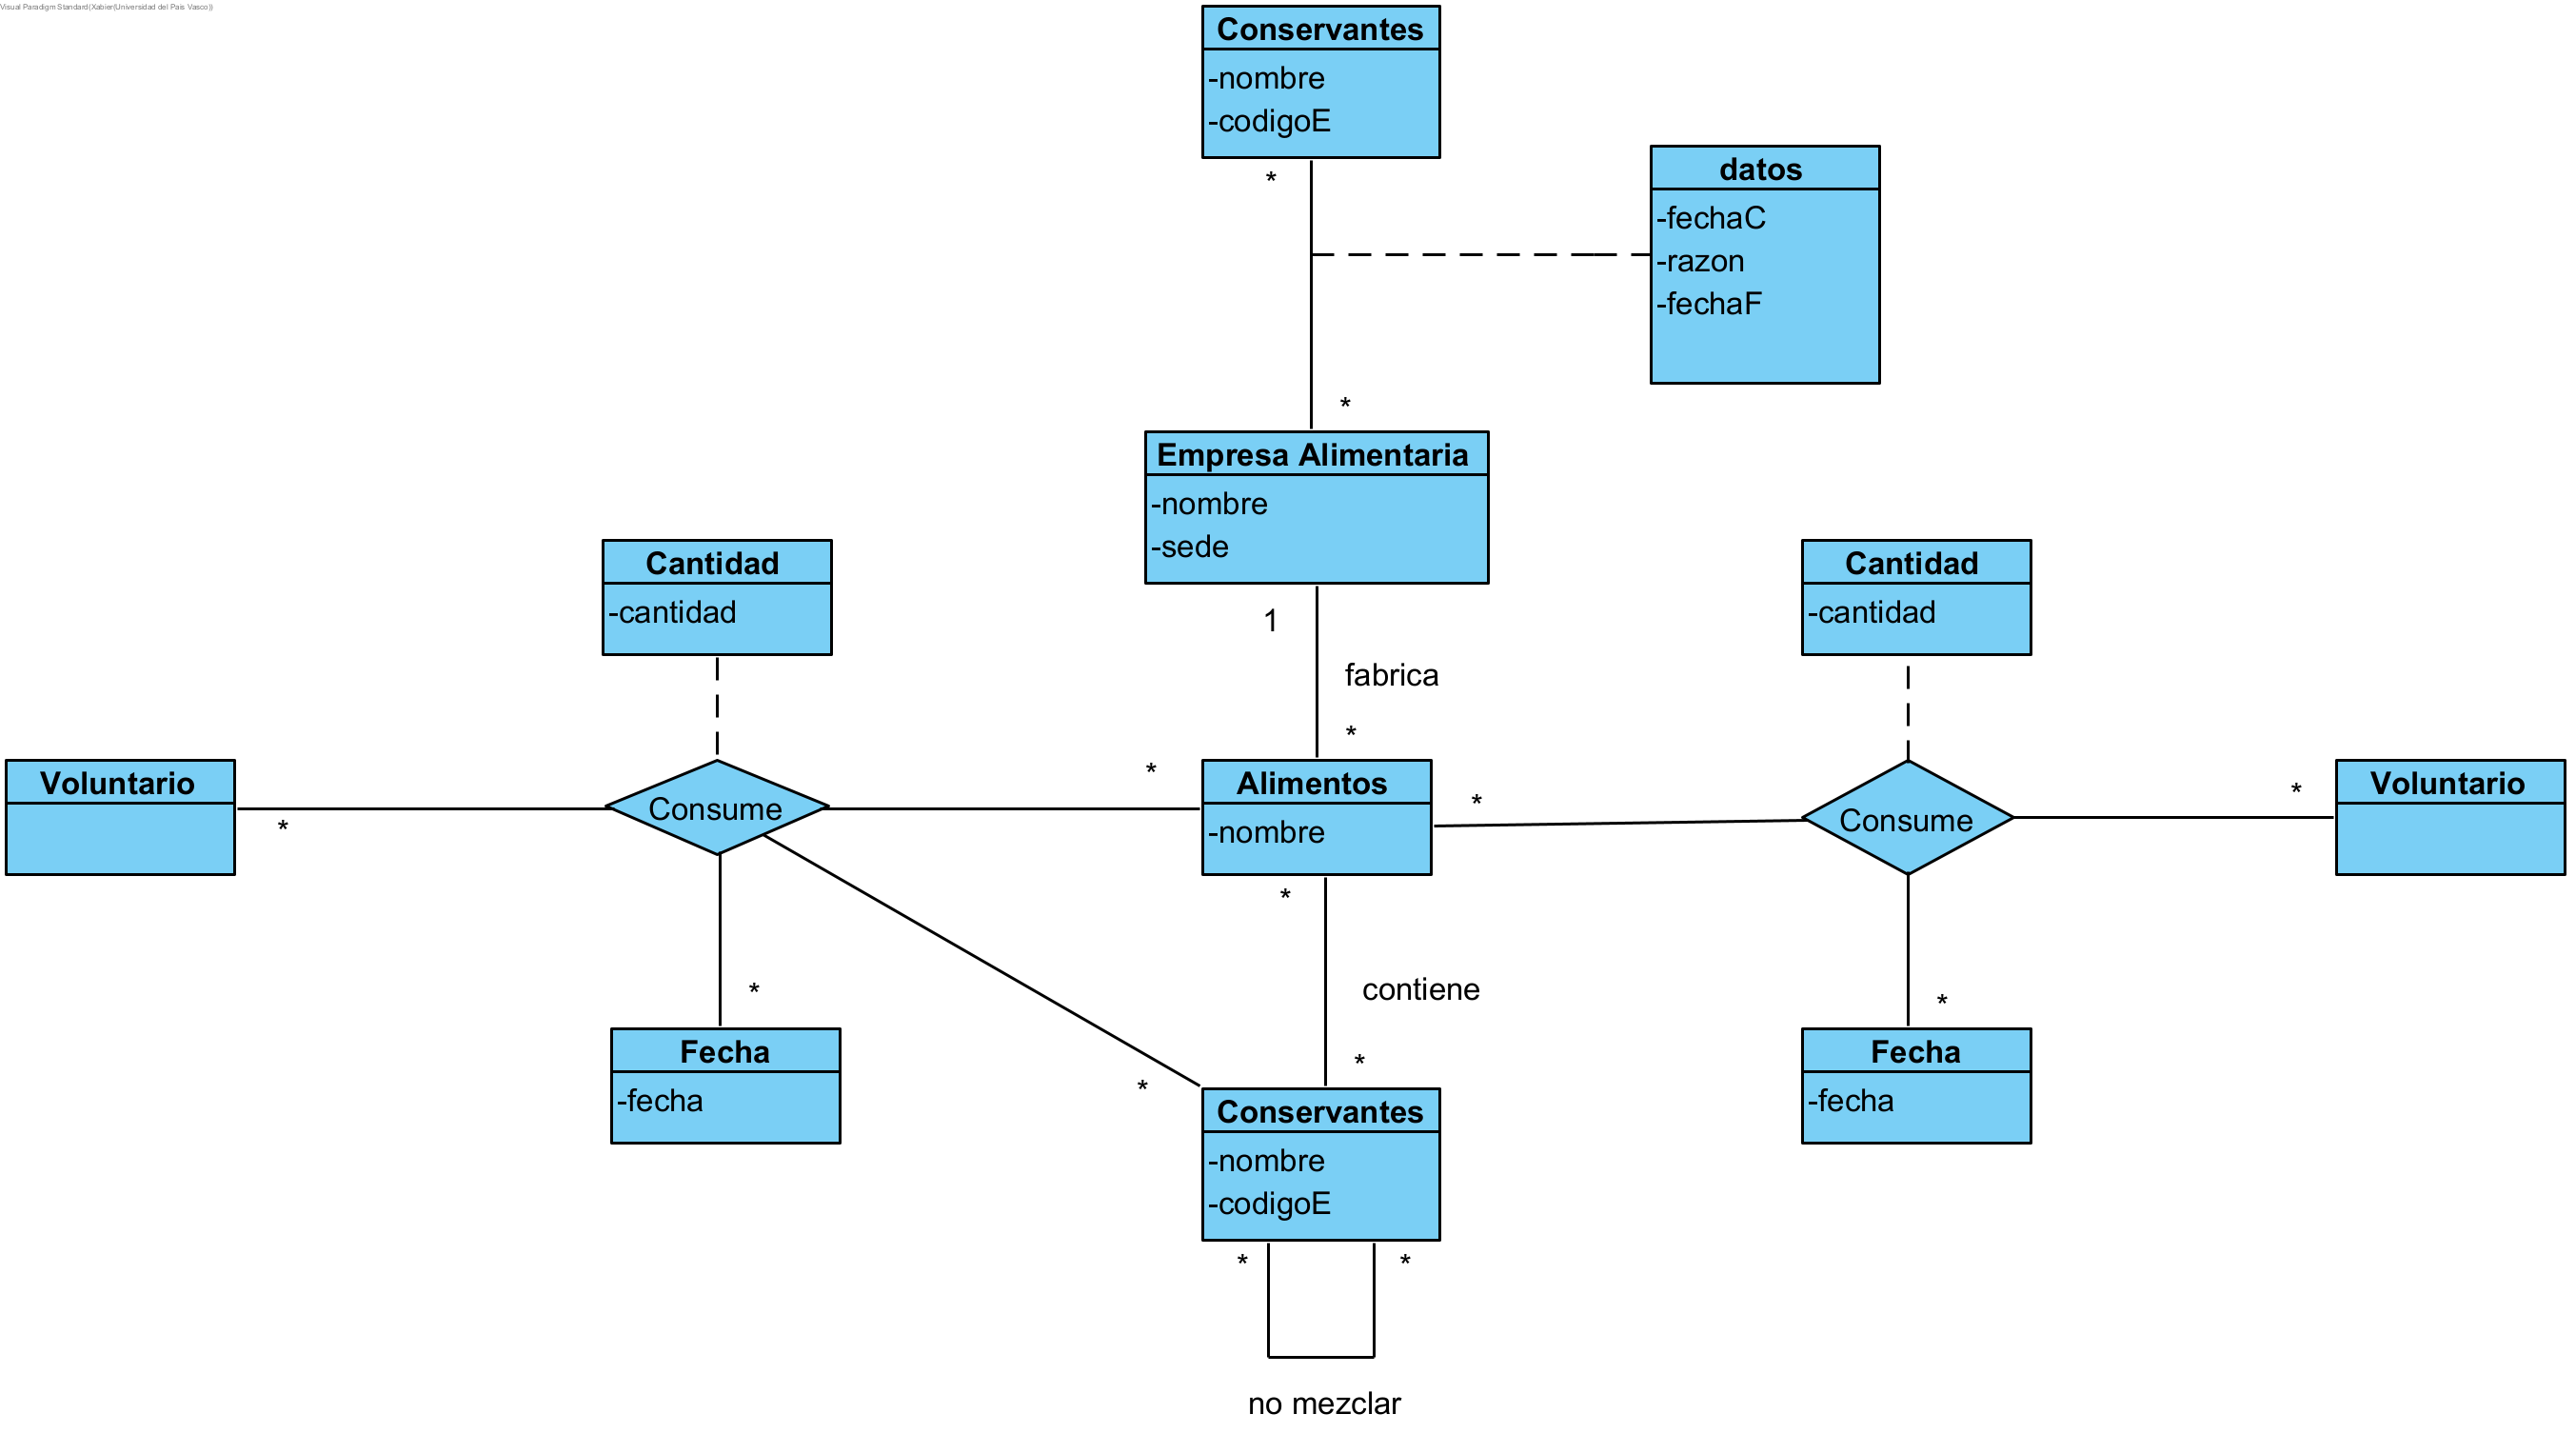 Visual Paradigm Standard(Xabier(Universidad del Pais Vasco))
Conservantes
-nombre
-codigoE
*
datos
-fechaC
-razon
-fechaF
*
Empresa Alimentaria
-nombre
-sede
1
fabrica
*
Cantidad
-cantidad
Cantidad
-cantidad
Voluntario
*
Consume
*
Alimentos
-nombre
*
Consume
*
Voluntario
*
contiene
*
*
Fecha
-fecha
*
*
Fecha
-fecha
Conservantes
-nombre
-codigoE
* *
no mezclar